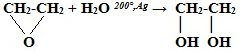 CH₂-CH₂ + H₂O 200°,Ag → CH₂-CH₂
O
OH OH